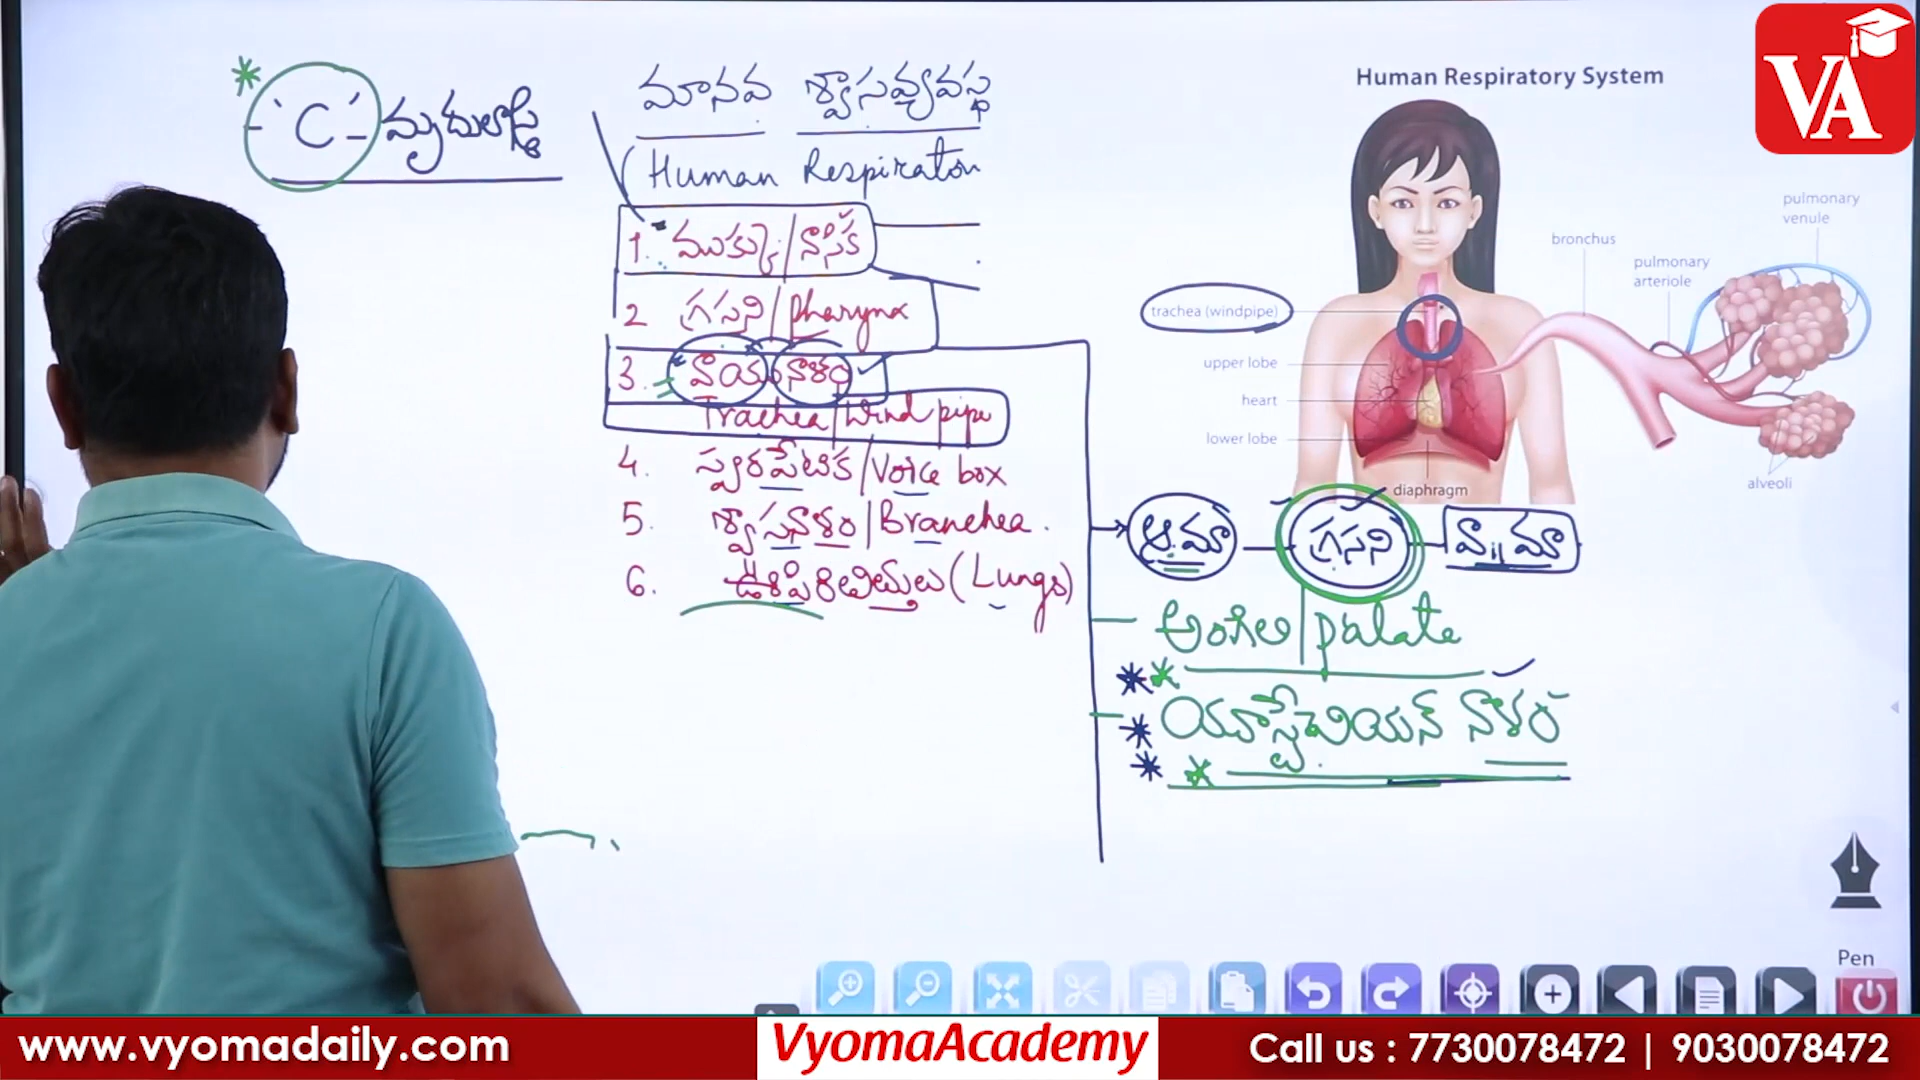 * 'C' మృదులాస్థి
మానవ శ్వాసవ్యవస్థ
(Human Respiraton
1. ముక్కు/నాసిక
2 గ్రసని/pharynx
3. వాయు నాళం
Trachea/Wind pipe
4. స్వరపేటిక/Voice box
5. శ్వాసనాళం/Branchea.
6. ఊపిరితిత్తులు (Lungs)
Human Respiratory System
pulmonary
venule
bronchus
pulmonary
arteriole
trachea (windpipe)
upper lobe
heart
lower lobe
alveoli
diaphragm
ఆ.మా గ్రసని వా.మా
అంగిలి/palate
యూస్టేచియన్ నాళం
VA
Pen
www.vyomadaily.com
VyomaAcademy
Call us : 7730078472 | 9030078472